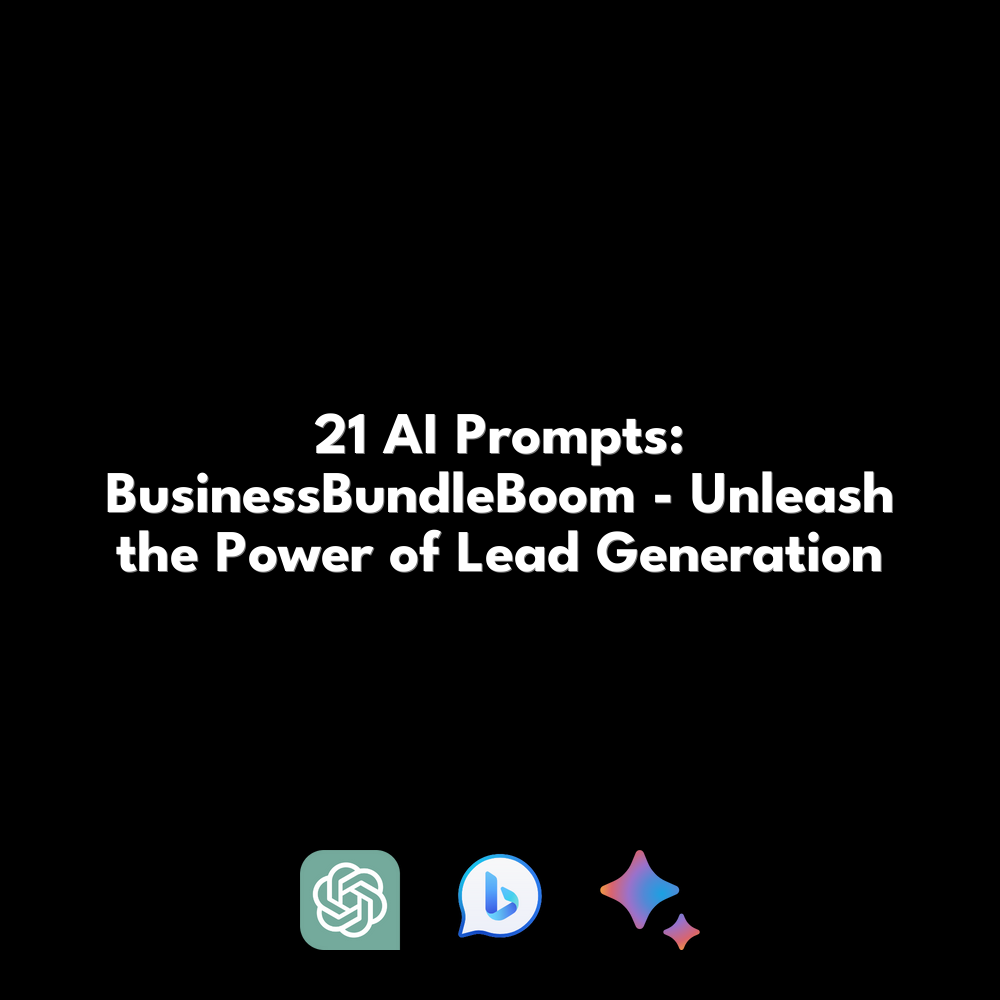 21 AI Prompts:
BusinessBundleBoom - Unleash
the Power of Lead Generation